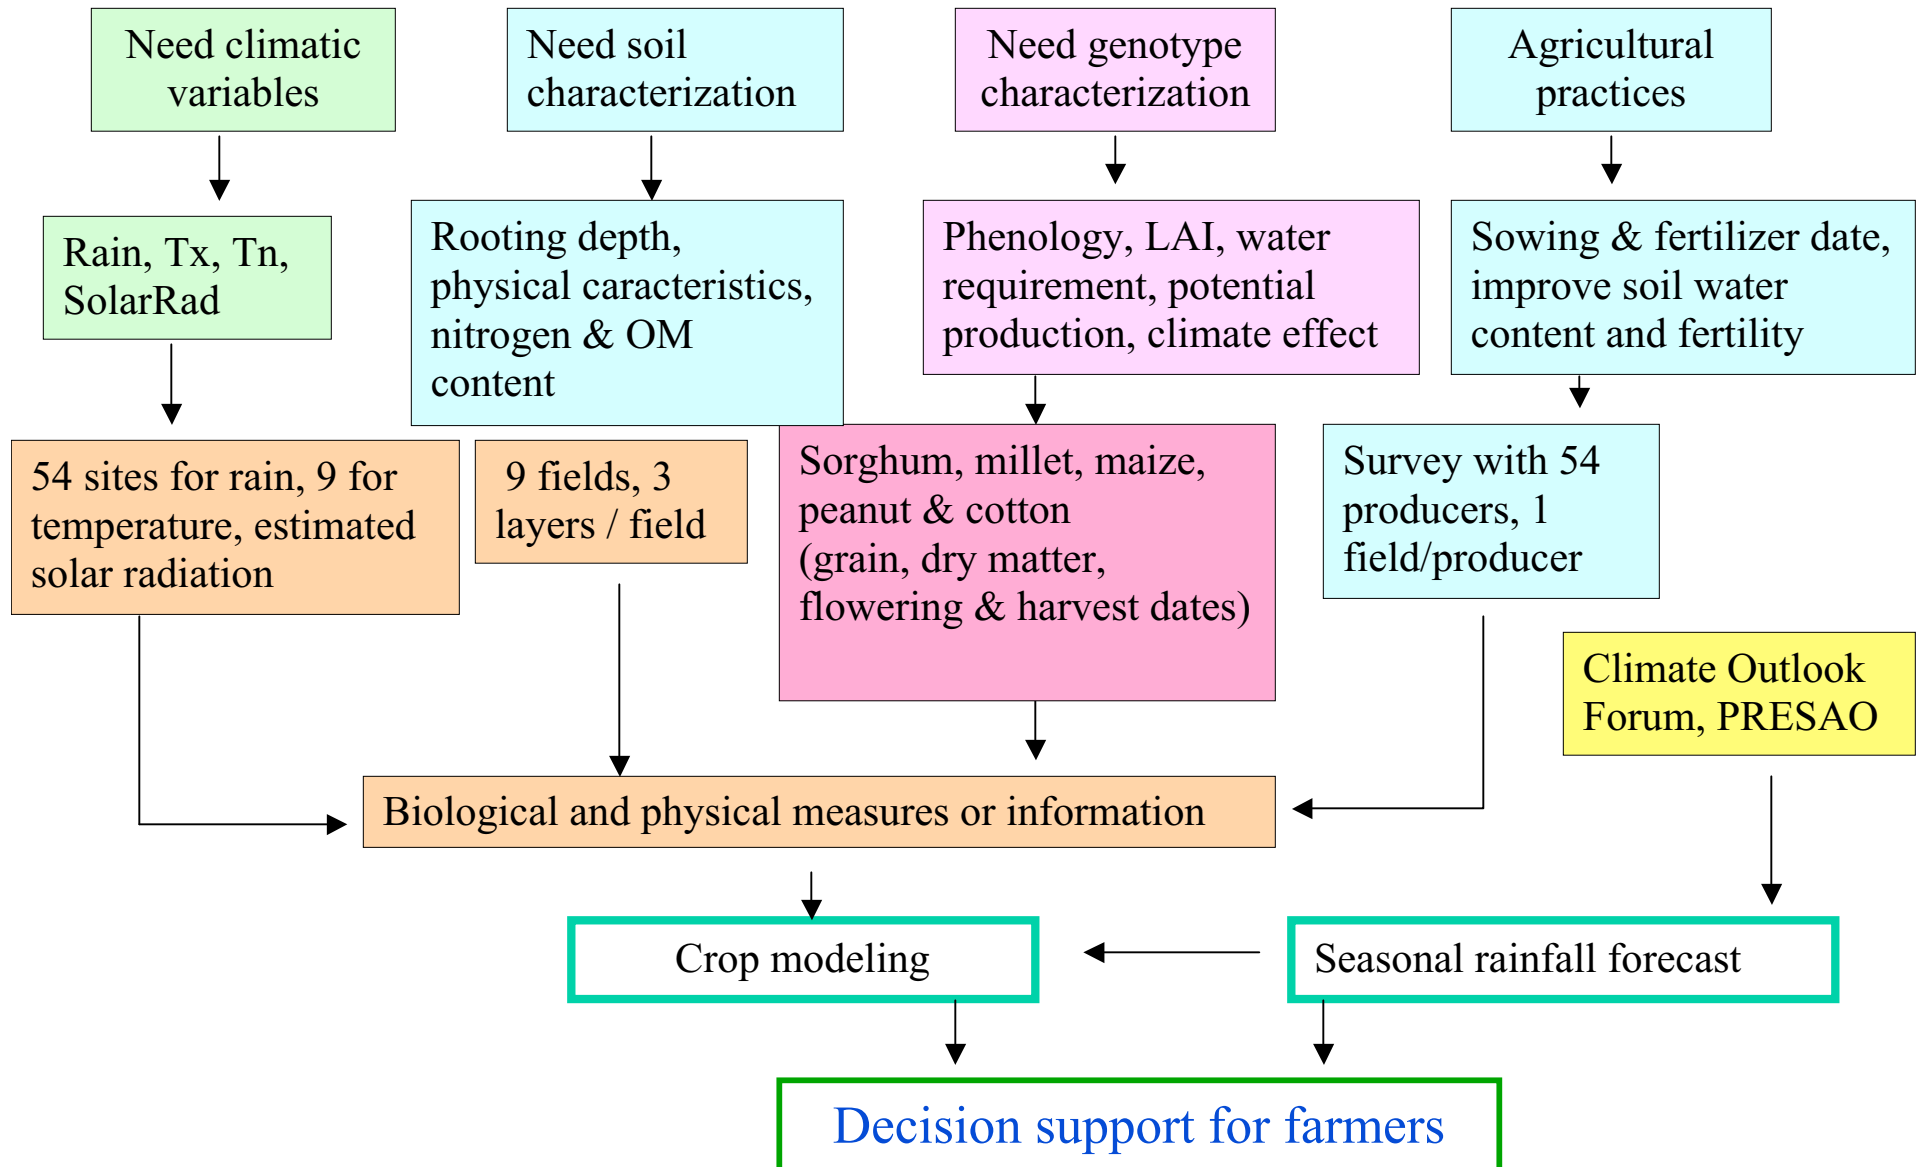 Need climatic
variables
Need soil
characterization
Need genotype
characterization
Agricultural
practices
Rain, Tx, Tn,
SolarRad
Rooting depth,
physical caracteristics,
nitrogen & OM
content
Phenology, LAI, water
requirement, potential
production, climate effect
Sowing & fertilizer date,
improve soil water
content and fertility
54 sites for rain, 9 for
temperature, estimated
solar radiation
9 fields, 3
layers / field
Sorghum, millet, maize,
peanut & cotton
(grain, dry matter,
flowering & harvest dates)
Survey with 54
producers, 1
field/producer
Climate Outlook
Forum, PRESAO
Biological and physical measures or information
Crop modeling
Seasonal rainfall forecast
Decision support for farmers